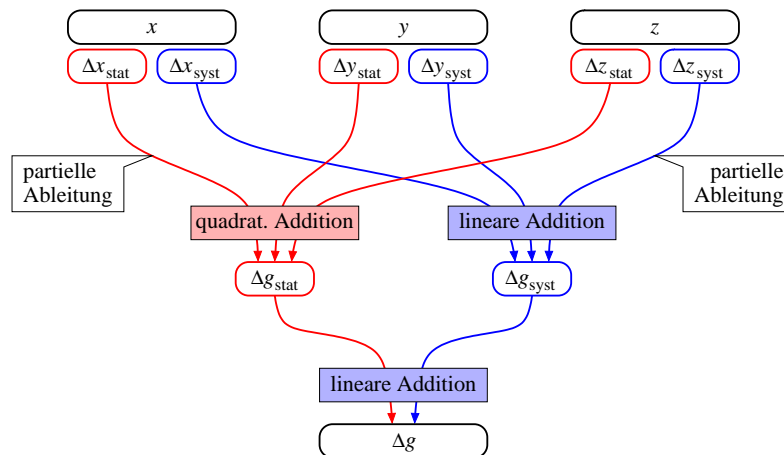 x y z
Δx_stat Δx_syst Δy_stat Δy_syst Δz_stat Δz_syst
partielle
Ableitung
partielle
Ableitung
quadrat. Addition
lineare Addition
Δg_stat
Δg_syst
lineare Addition
Δg